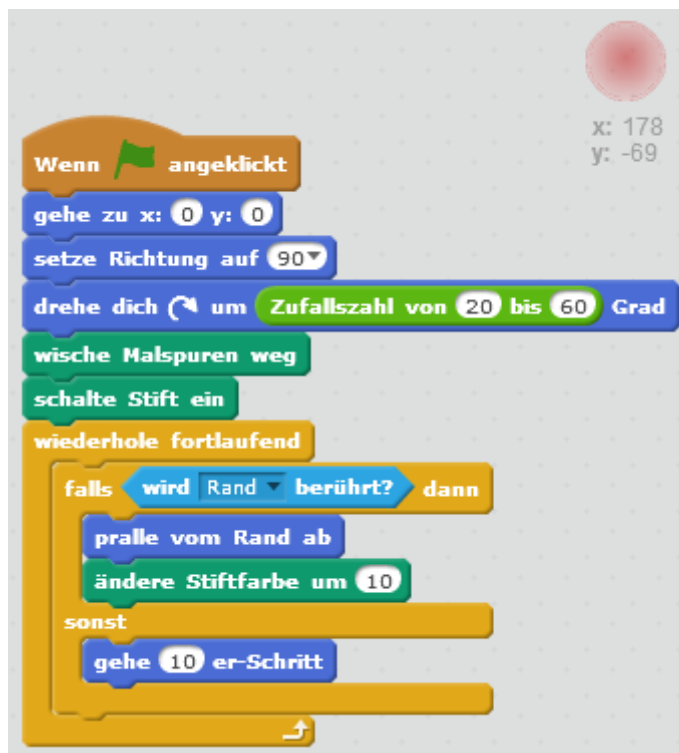 x: 178
y: -69
Wenn angeklickt
gehe zu x: 0 y: 0
setze Richtung auf 90
drehe dich um Zufallszahl von 20 bis 60 Grad
wische Malspuren weg
schalte Stift ein
wiederhole fortlaufend
falls wird Rand berührt? dann
pralle vom Rand ab
ändere Stiftfarbe um 10
sonst
gehe 10 er-Schritt